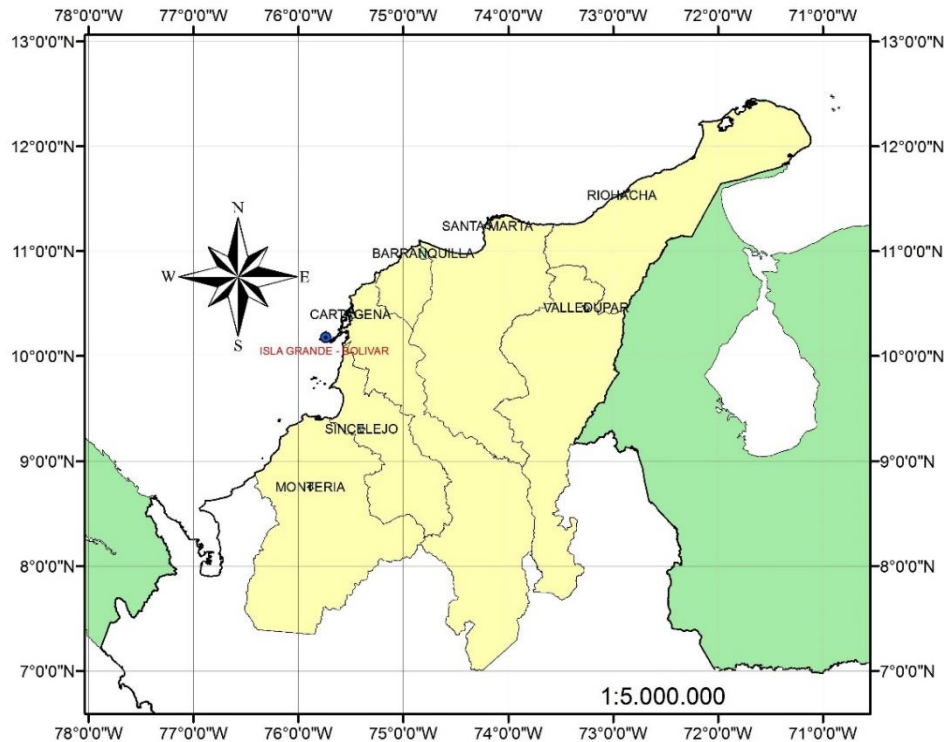 78°0'0"W 77°0'0"W 76°0'0"W 75°0'0"W 74°0'0"W 73°0'0"W 72°0'0"W 71°0'0"W
13°0'0"N 13°0'0"N
12°0'0"N 12°0'0"N
RIOHACHA
N
SANTA MARTA
11°0'0"N 11°0'0"N
BARRANQUILLA
W E
CARTAGENA
VALLEDUPAR
S
10°0'0"N 10°0'0"N
ISLA GRANDE - BOLIVAR
SINCELEJO
9°0'0"N 9°0'0"N
MONTERIA
8°0'0"N 8°0'0"N
7°0'0"N 7°0'0"N
1:5.000.000
78°0'0"W 77°0'0"W 76°0'0"W 75°0'0"W 74°0'0"W 73°0'0"W 72°0'0"W 71°0'0"W